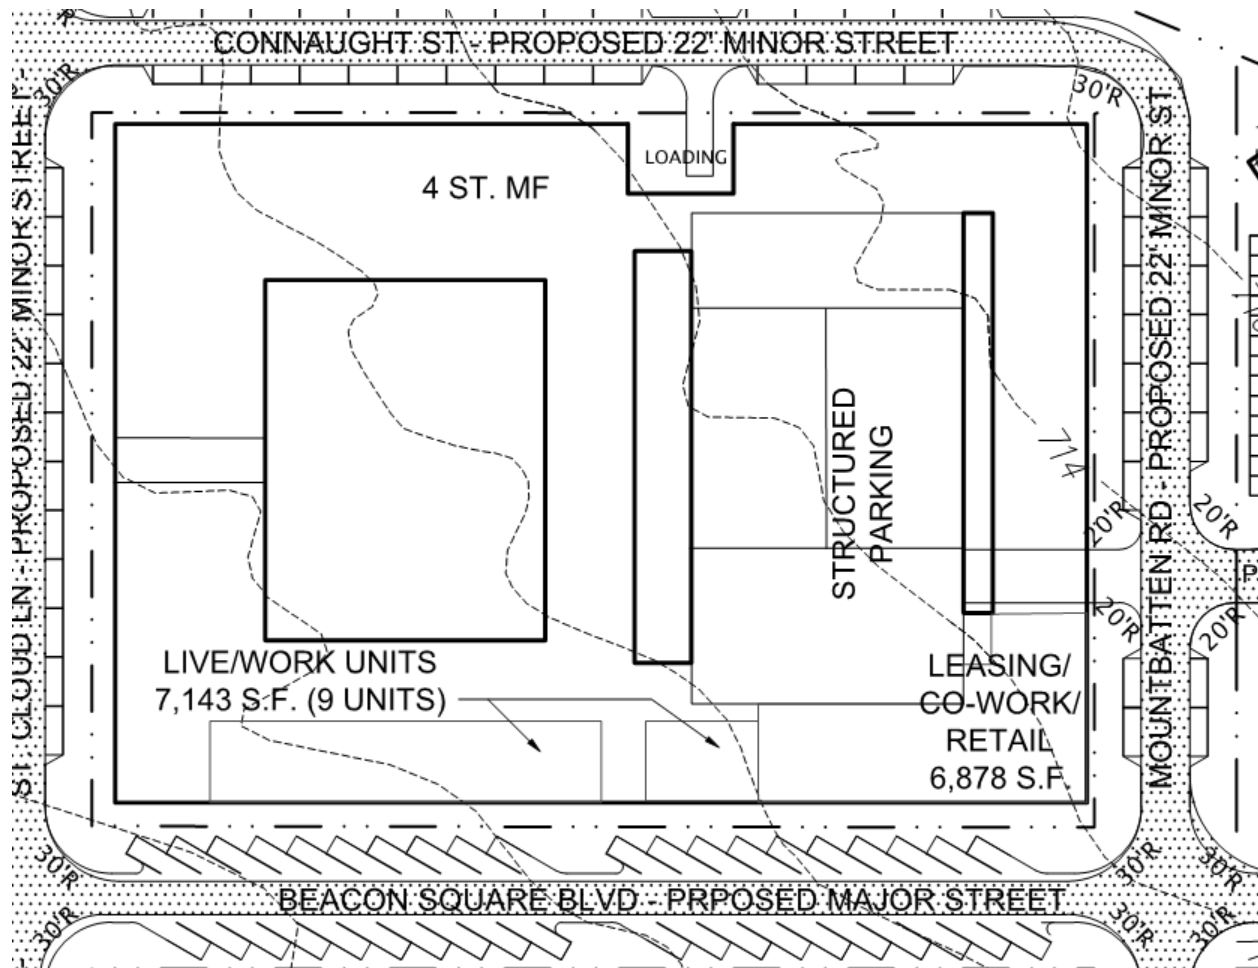 CONNAUGHT ST - PROPOSED 22' MINOR STREET
30'R
30'R
LOADING
4 ST. MF
ST. CLOUD LN - PROPOSED 22' MINOR STREET -
MOUNTBATTEN RD - PROPOSED 22' MINOR ST
STRUCTURED
PARKING
714
20'R
20'R
20'R
20'R
LIVE/WORK UNITS
7,143 S.F. (9 UNITS)
LEASING/
CO-WORK/
RETAIL
6,878 S.F.
30'R
30'R
30'R
BEACON SQUARE BLVD - PRPOSED MAJOR STREET
30'R
30'R
30'R